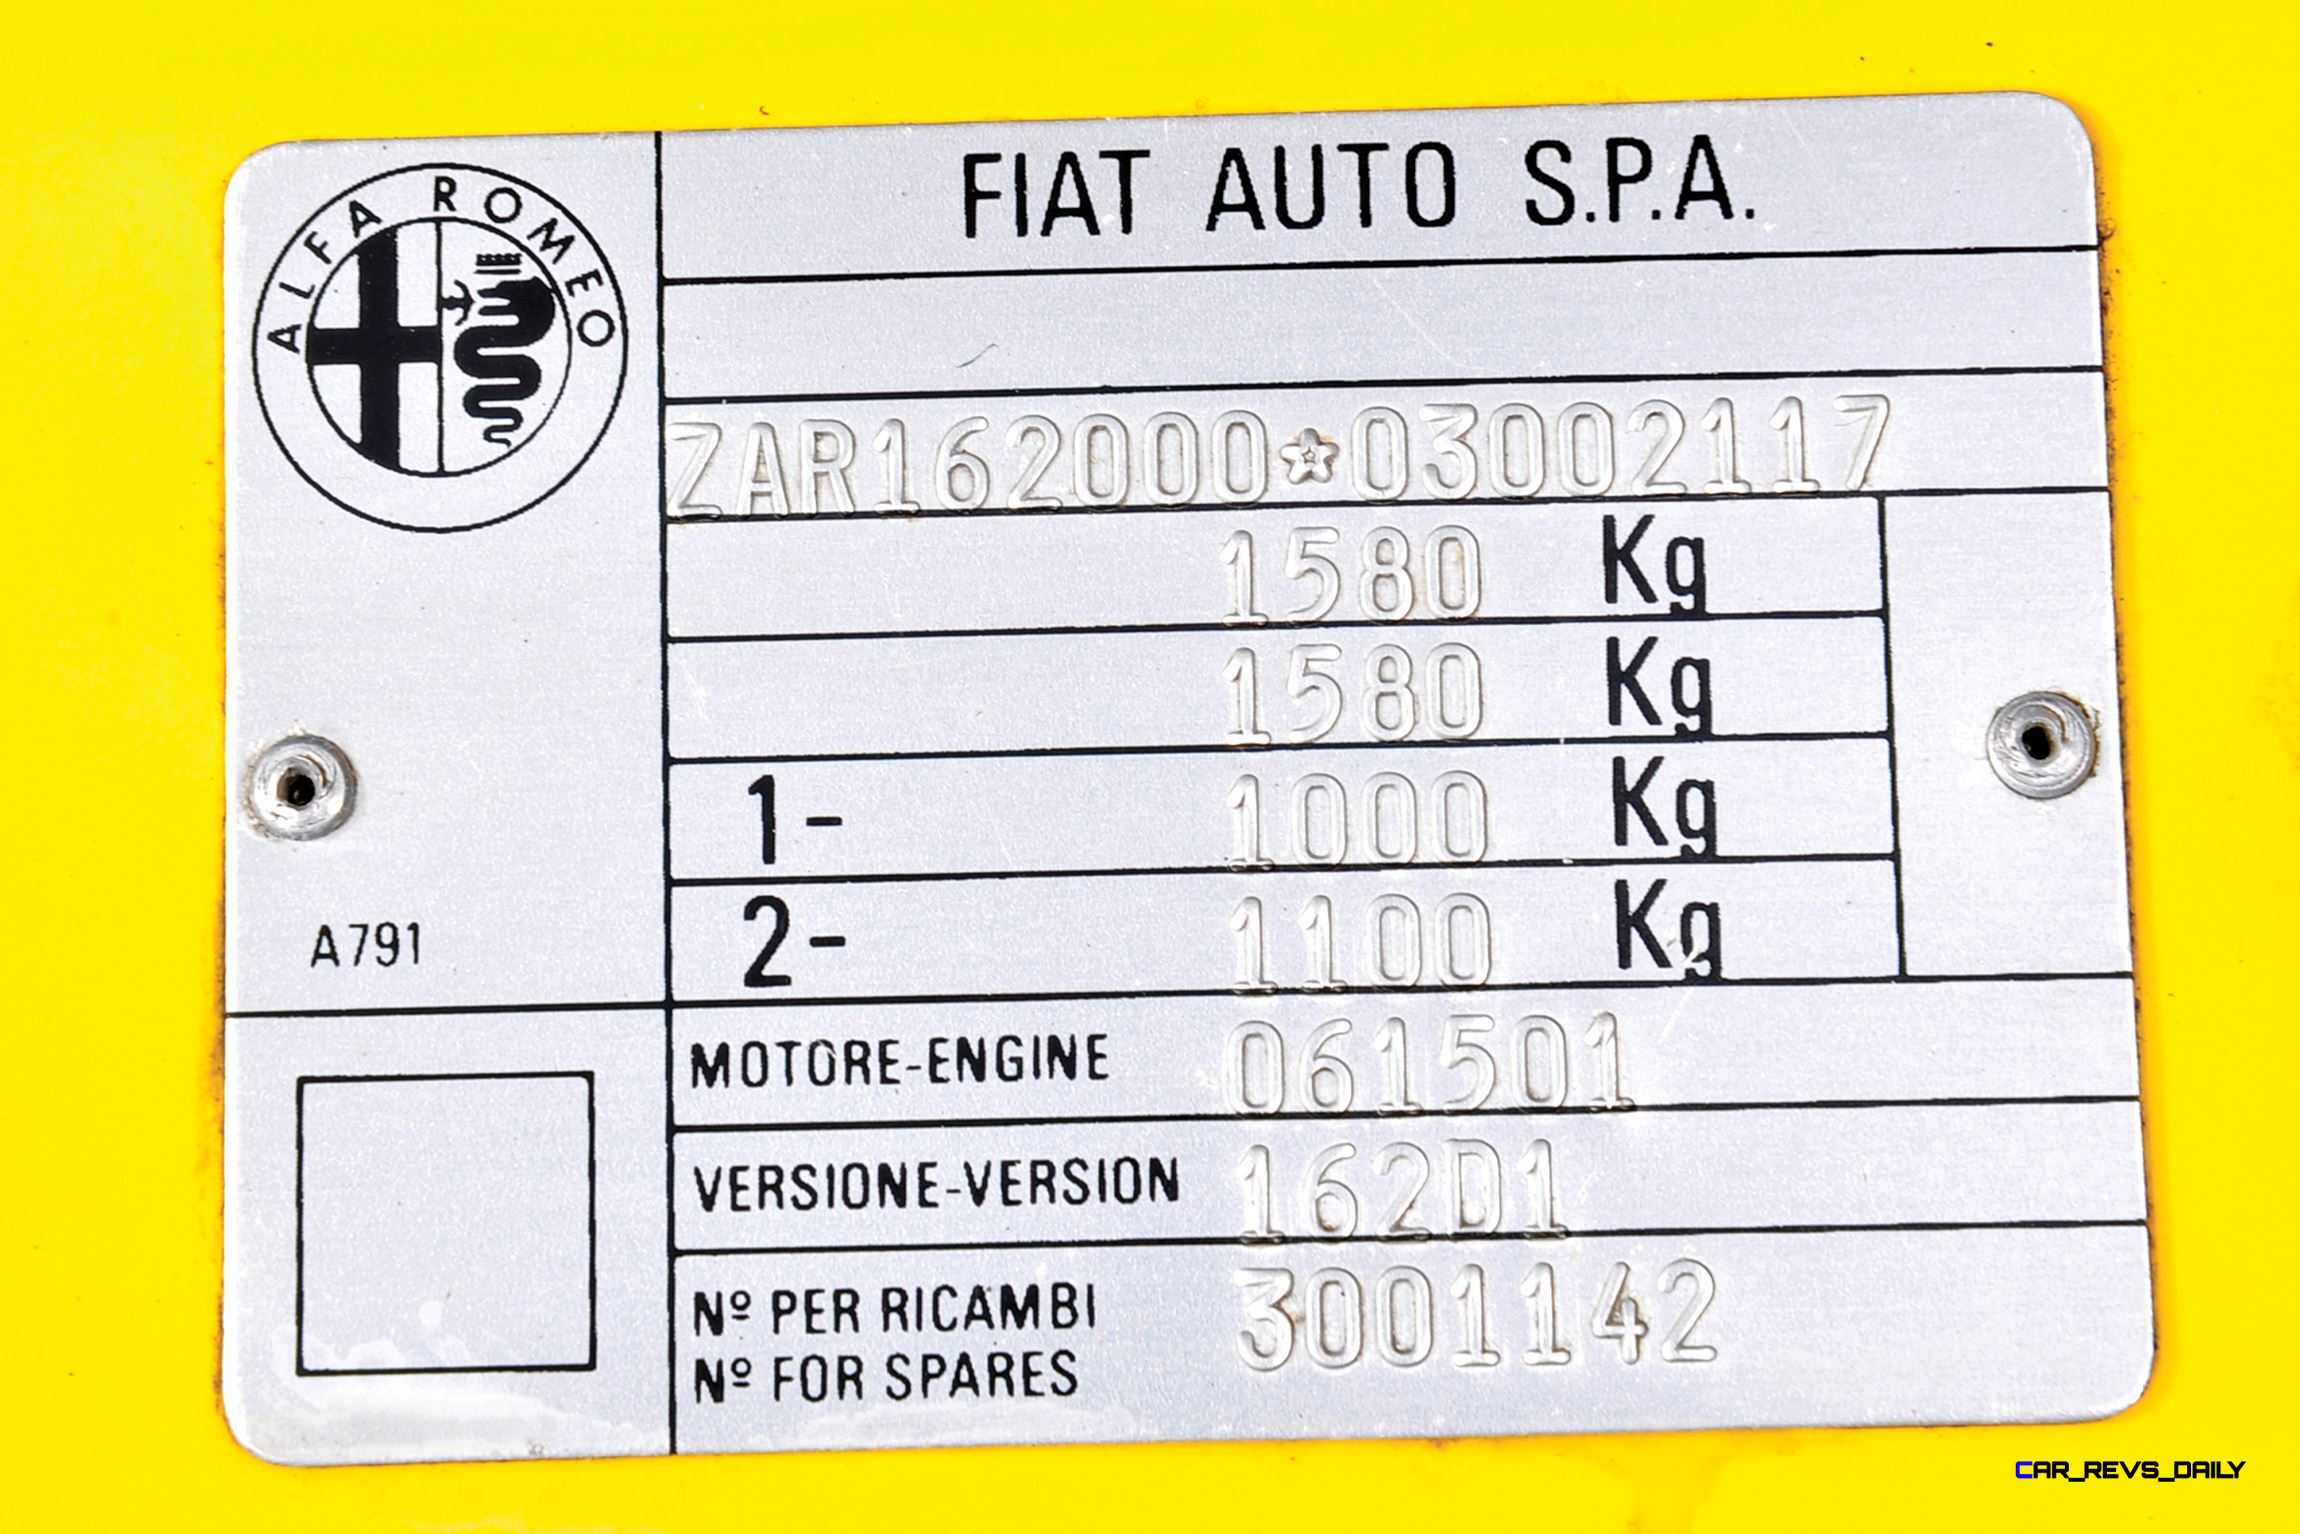 ALFA ROMEO
FIAT AUTO S.P.A.
ZAR162000*03002117
1580 Kg
1580 Kg
1- 1000 Kg
2- 1100 Kg
A791
MOTORE-ENGINE 061501
VERSIONE-VERSION 162D1
Nº PER RICAMBI 3001142
Nº FOR SPARES
CAR_REVS_DAILY